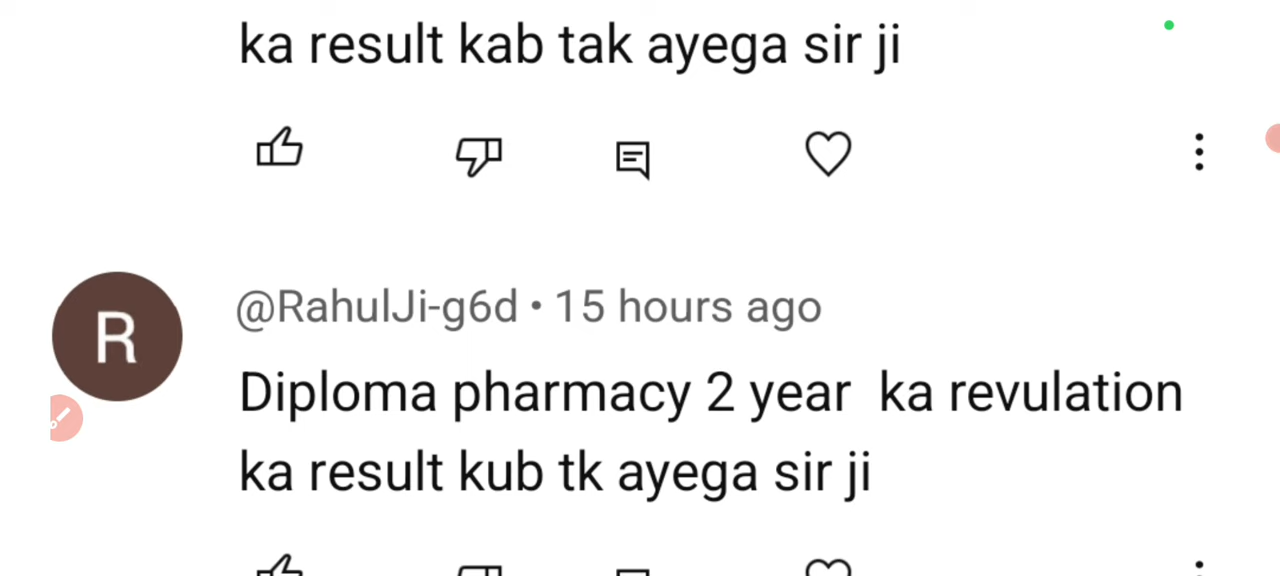 ka result kab tak ayega sir ji
R
@RahulJi-g6d • 15 hours ago
Diploma pharmacy 2 year  ka revulation
ka result kub tk ayega sir ji